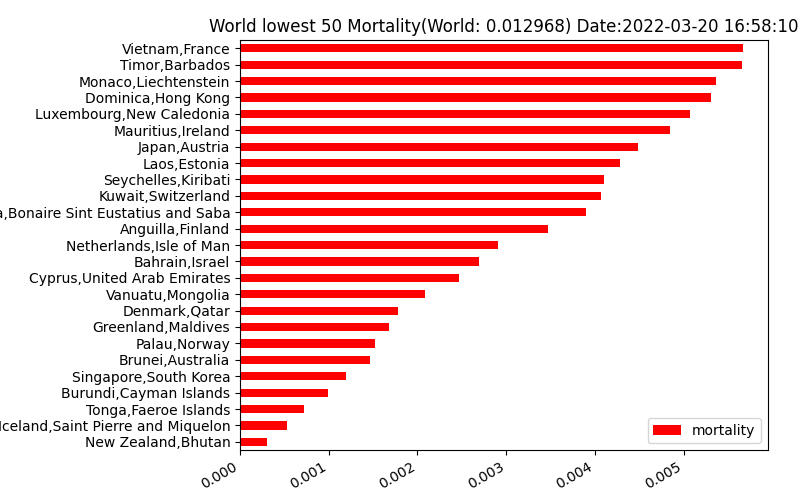 World lowest 50 Mortality(World: 0.012968) Date:2022-03-20 16:58:10
Vietnam,France
Timor,Barbados
Monaco,Liechtenstein
Dominica,Hong Kong
Luxembourg,New Caledonia
Mauritius,Ireland
Japan,Austria
Laos,Estonia
Seychelles,Kiribati
Kuwait,Switzerland
a,Bonaire Sint Eustatius and Saba
Anguilla,Finland
Netherlands,Isle of Man
Bahrain,Israel
Cyprus,United Arab Emirates
Vanuatu,Mongolia
Denmark,Qatar
Greenland,Maldives
Palau,Norway
Brunei,Australia
Singapore,South Korea
Burundi,Cayman Islands
Tonga,Faeroe Islands
Iceland,Saint Pierre and Miquelon
New Zealand,Bhutan
mortality
0.000 0.001 0.002 0.003 0.004 0.005